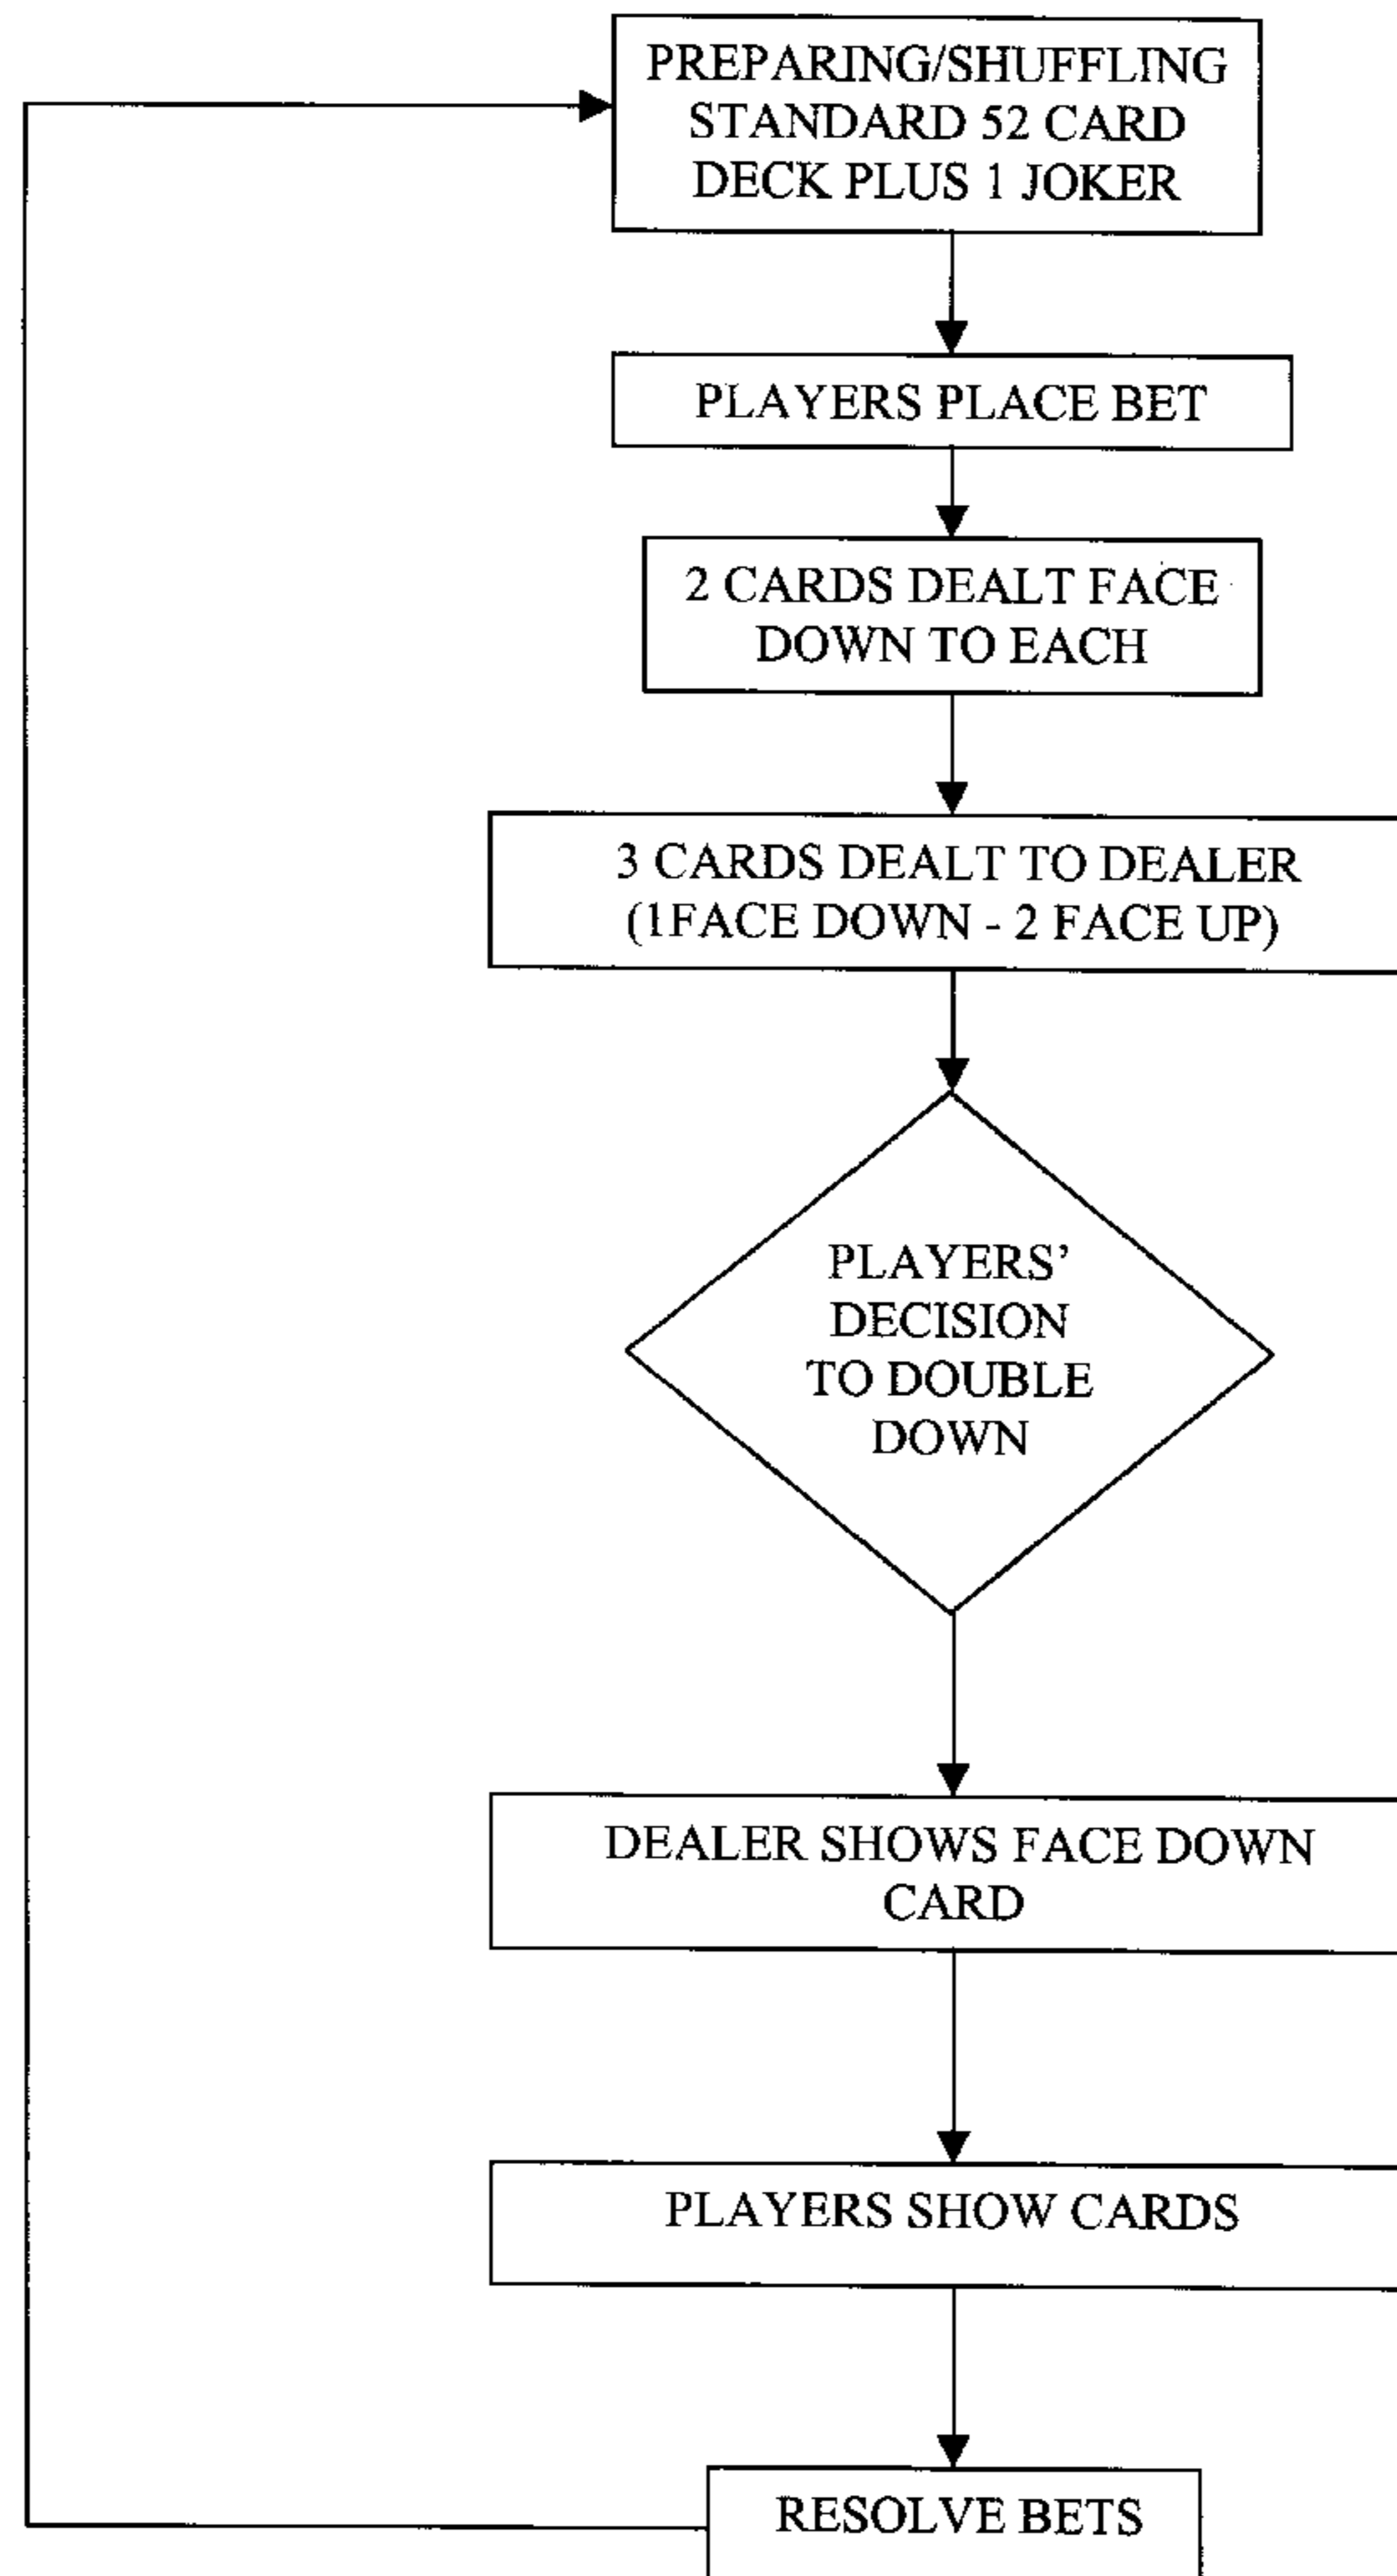 PREPARING/SHUFFLING
STANDARD 52 CARD
DECK PLUS 1 JOKER
PLAYERS PLACE BET
2 CARDS DEALT FACE
DOWN TO EACH
3 CARDS DEALT TO DEALER
(1FACE DOWN - 2 FACE UP)
PLAYERS’
DECISION
TO DOUBLE
DOWN
DEALER SHOWS FACE DOWN
CARD
PLAYERS SHOW CARDS
RESOLVE BETS